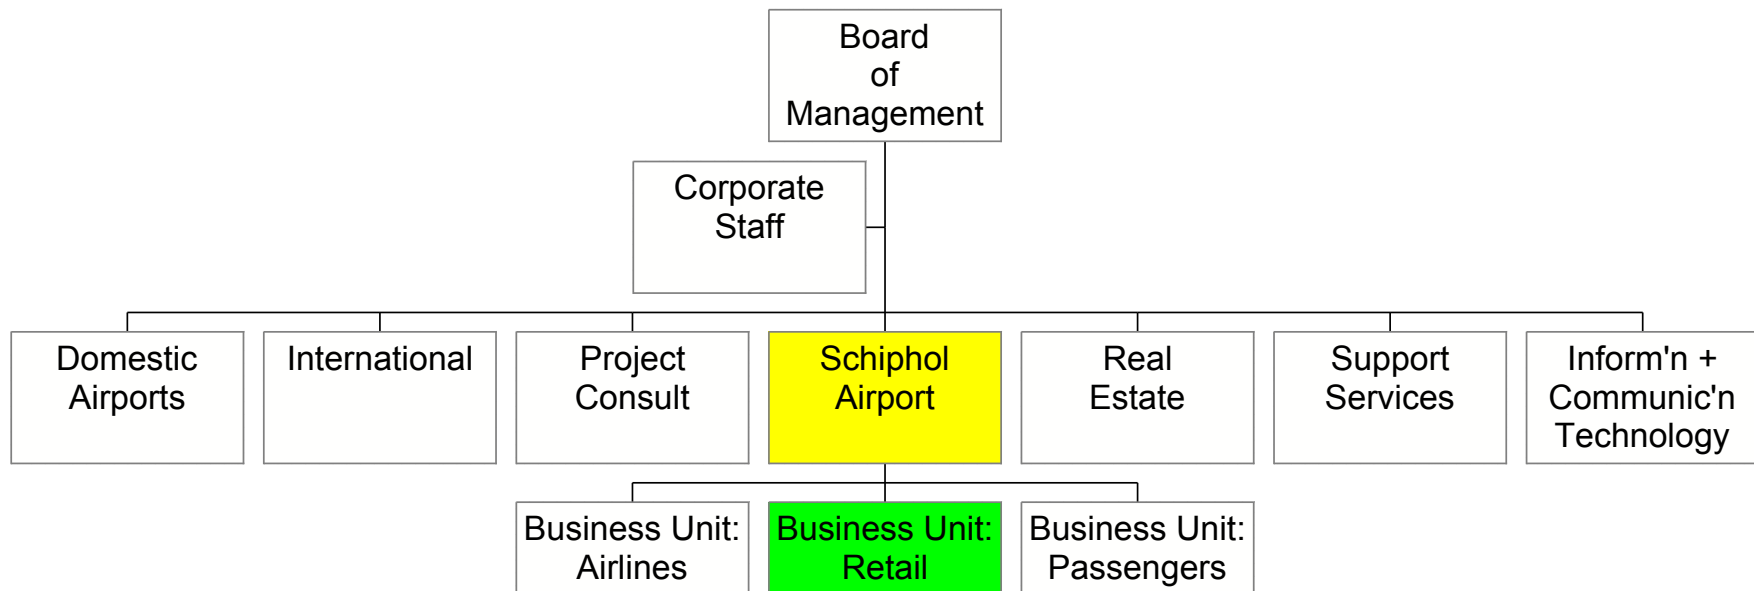 Board
of
Management
Corporate
Staff
Domestic
Airports
International
Project
Consult
Schiphol
Airport
Real
Estate
Support
Services
Inform'n +
Communic'n
Technology
Business Unit:
Airlines
Business Unit:
Retail
Business Unit:
Passengers